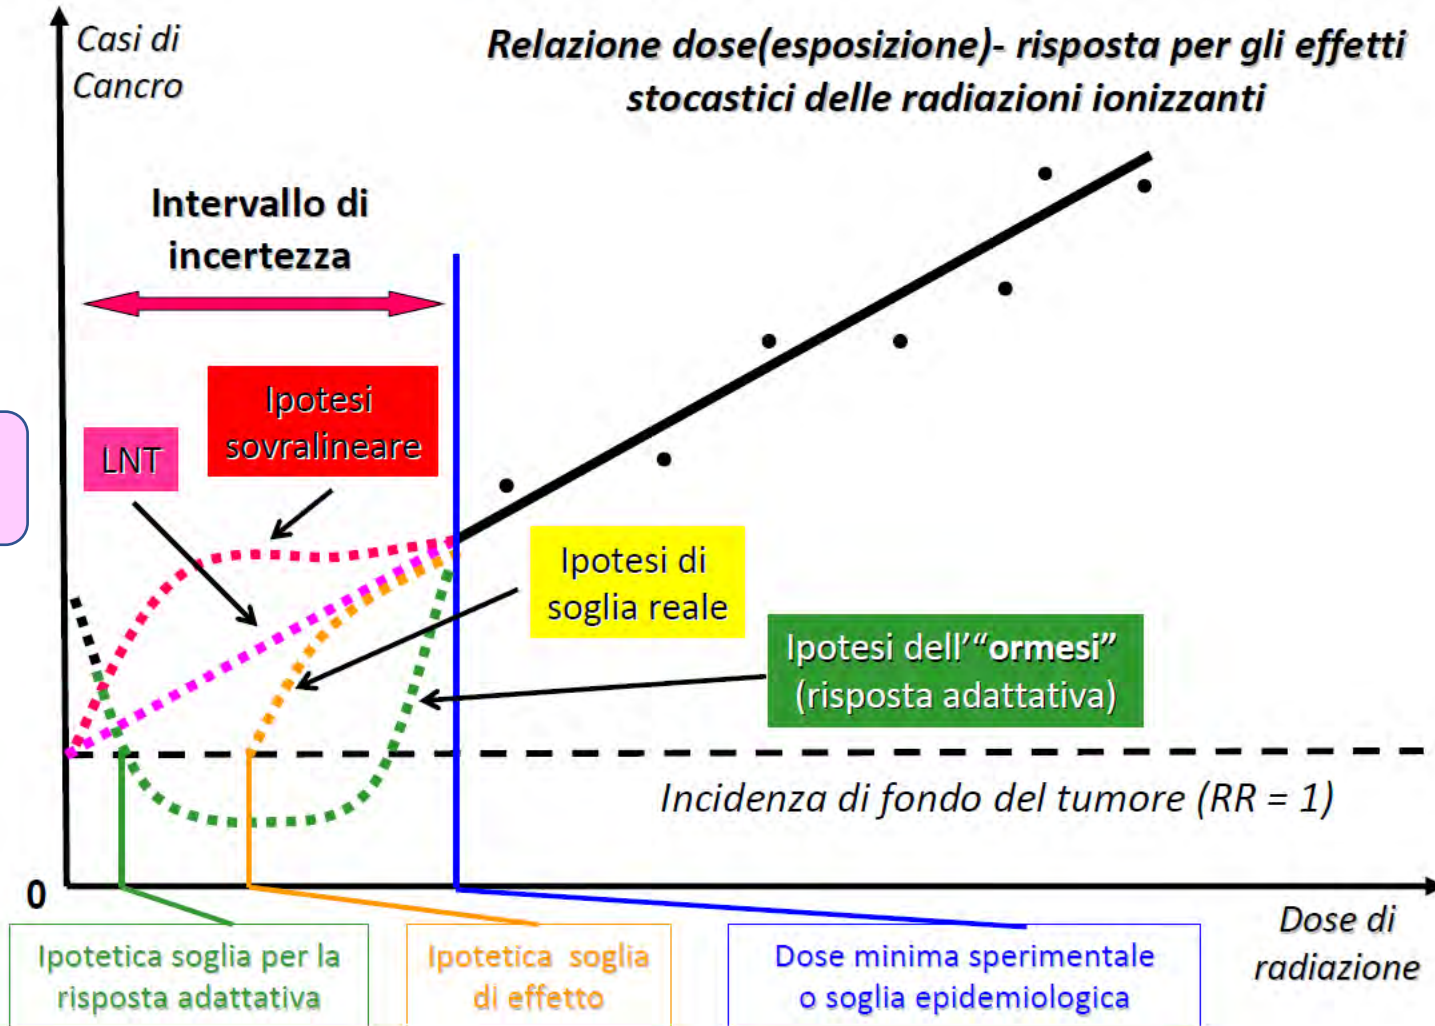 Casi di
Cancro
Relazione dose(esposizione)- risposta per gli effetti
stocastici delle radiazioni ionizzanti
Intervallo di
incertezza
Ipotesi
sovralineare
LNT
Ipotesi di
soglia reale
Ipotesi dell'“ormesi”
(risposta adattativa)
Incidenza di fondo del tumore (RR = 1)
0
Dose di
radiazione
Ipotetica soglia per la
risposta adattativa
Ipotetica soglia
di effetto
Dose minima sperimentale
o soglia epidemiologica